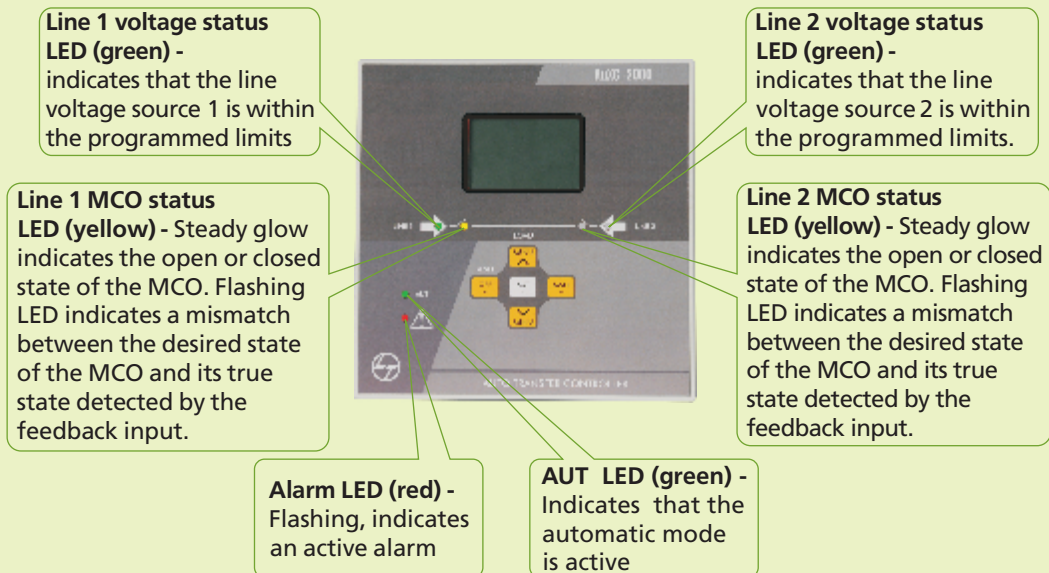 Line 1 voltage status
LED (green) -
indicates that the line
voltage source 1 is within
the programmed limits
Line 2 voltage status
LED (green) -
indicates that the line
voltage source 2 is within
the programmed limits.
Line 1 MCO status
LED (yellow) - Steady glow
indicates the open or closed
state of the MCO. Flashing
LED indicates a mismatch
between the desired state
of the MCO and its true
state detected by the
feedback input.
Line 2 MCO status
LED (yellow) - Steady glow
indicates the open or closed
state of the MCO. Flashing
LED indicates a mismatch
between the desired state
of the MCO and its true
state detected by the
feedback input.
LOAD
AUT
AUTO TRANSFER CONTROLLER
Alarm LED (red) -
Flashing, indicates
an active alarm
AUT LED (green) -
Indicates that the
automatic mode
is active